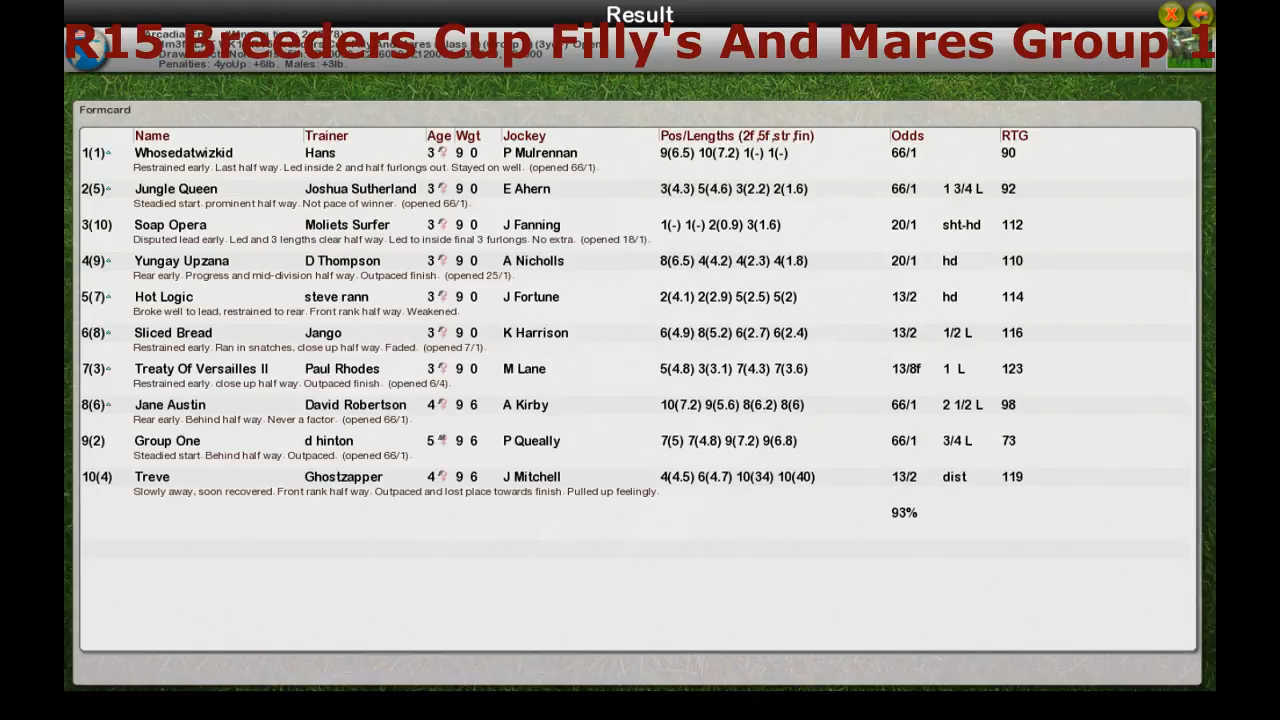 Result
R15 Breeders Cup Filly's And Mares Group 1
Penalties: 4yoUp: +6lb. Males: +3lb.
Formcard
Name Trainer Age Wgt Jockey Pos/Lengths (2f,5f,str,fin) Odds RTG
1(1) Whosedatwizkid Hans 3 9 0 P Mulrennan 9(6.5) 10(7.2) 1(-) 1(-) 66/1 90
Restrained early. Last half way. Led inside 2 and half furlongs out. Stayed on well. (opened 66/1).
2(5) Jungle Queen Joshua Sutherland 3 9 0 E Ahern 3(4.3) 5(4.6) 3(2.2) 2(1.6) 66/1 1 3/4 L 92
Steadied start. prominent half way. Not pace of winner. (opened 66/1).
3(10) Soap Opera Moliets Surfer 3 9 0 J Fanning 1(-) 1(-) 2(0.9) 3(1.6) 20/1 sht-hd 112
Disputed lead early. Led and 3 lengths clear half way. Led to inside final 3 furlongs. No extra. (opened 18/1).
4(9) Yungay Upzana D Thompson 3 9 0 A Nicholls 8(6.5) 4(4.2) 4(2.3) 4(1.8) 20/1 hd 110
Rear early. Progress and mid-division half way. Outpaced finish. (opened 25/1).
5(7) Hot Logic steve rann 3 9 0 J Fortune 2(4.1) 2(2.9) 5(2.5) 5(2) 13/2 hd 114
Broke well to lead, restrained to rear. Front rank half way. Weakened.
6(8) Sliced Bread Jango 3 9 0 K Harrison 6(4.9) 8(5.2) 6(2.7) 6(2.4) 13/2 1/2 L 116
Restrained early. Ran in snatches, close up half way. Faded. (opened 7/1).
7(3) Treaty Of Versailles II Paul Rhodes 3 9 0 M Lane 5(4.8) 3(3.1) 7(4.3) 7(3.6) 13/8f 1 L 123
Restrained early. close up half way. Outpaced finish. (opened 6/4).
8(6) Jane Austin David Robertson 4 9 6 A Kirby 10(7.2) 9(5.6) 8(6.2) 8(6) 66/1 2 1/2 L 98
Rear early. Behind half way. Never a factor. (opened 66/1).
9(2) Group One d hinton 5 9 6 P Queally 7(5) 7(4.8) 9(7.2) 9(6.8) 66/1 3/4 L 73
Steadied start. Behind half way. Outpaced. (opened 66/1).
10(4) Treve Ghostzapper 4 9 6 J Mitchell 4(4.5) 6(4.7) 10(34) 10(40) 13/2 dist 119
Slowly away, soon recovered. Front rank half way. Outpaced and lost place towards finish. Pulled up feelingly.
93%